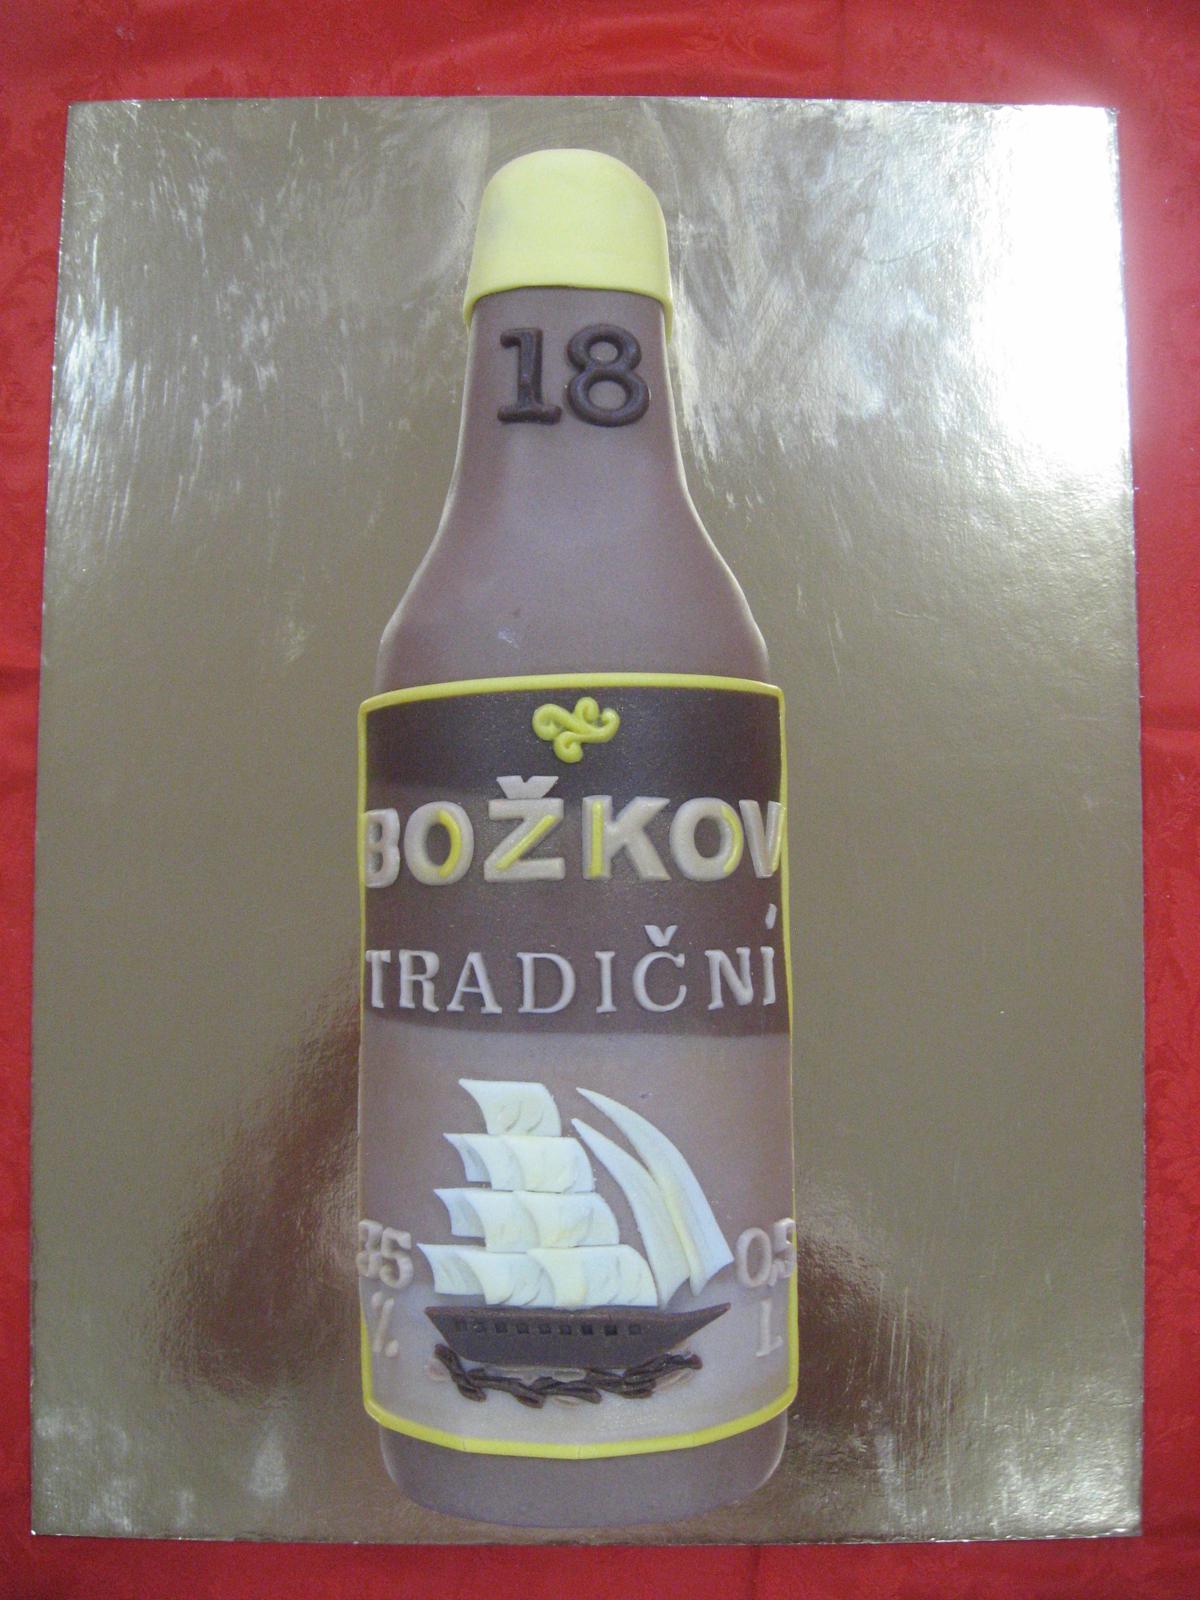 18
BOŽKOV
TRADIČNÍ
35 0,5
% L